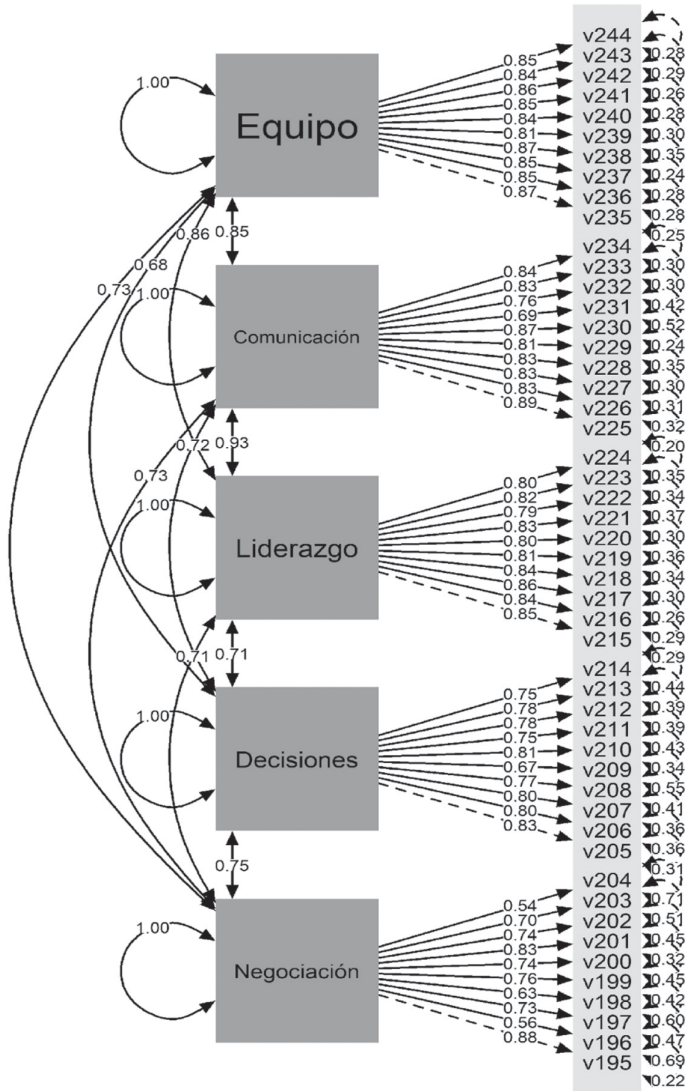 v244
1.00 0.85 v243 0.28
0.84 v242 0.29
0.86 v241 0.26
Equipo 0.85 v240 0.28
0.84 v239 0.30
0.81 v238 0.35
0.87 v237 0.24
0.85 v236 0.28
0.85 v235 0.28
0.87 0.25
0.86 0.85 v234
0.68 0.84 v233 0.30
0.73 1.00 0.83 v232 0.30
0.76 v231 0.42
0.69 v230 0.52
Comunicación 0.87 v229 0.24
0.81 v228 0.35
0.83 v227 0.30
0.83 v226 0.31
0.83 v225 0.32
0.89 0.20
0.72 0.93 v224
0.73 0.80 v223 0.35
1.00 0.82 v222 0.34
0.79 v221 0.37
0.83 v220 0.30
Liderazgo 0.80 v219 0.36
0.81 v218 0.34
0.84 v217 0.30
0.86 v216 0.26
0.84 v215 0.29
0.85 0.29
0.71 0.71 v214
0.75 v213 0.44
1.00 0.78 v212 0.39
0.78 v211 0.39
0.75 v210 0.43
Decisiones 0.81 v209 0.34
0.67 v208 0.55
0.77 v207 0.41
0.80 v206 0.36
0.80 v205 0.36
0.83 0.31
0.75 v204
0.54 v203 0.71
1.00 0.70 v202 0.51
0.74 v201 0.45
0.83 v200 0.32
Negociación 0.74 v199 0.45
0.76 v198 0.42
0.63 v197 0.60
0.73 v196 0.47
0.56 v195 0.69
0.88 0.22